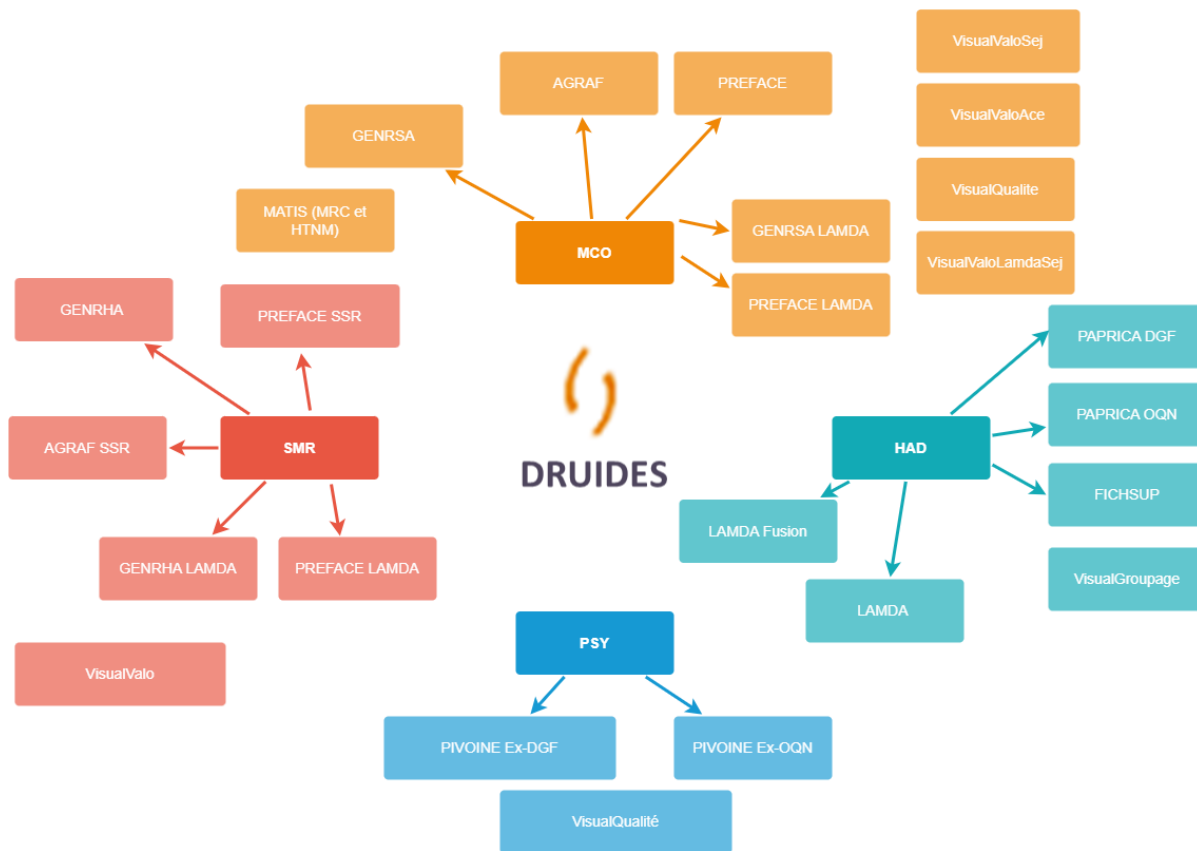 VisualValoSej
AGRAF
PREFACE
VisualValoAce
GENRSA
VisualQualite
MATIS (MRC et
HTNM)
GENRSA LAMDA
MCO
VisualValoLamdaSej
GENRHA
PREFACE SSR
PREFACE LAMDA
PAPRICA DGF
PAPRICA OQN
AGRAF SSR
SMR
HAD
DRUIDES
FICHSUP
LAMDA Fusion
GENRHA LAMDA
PREFACE LAMDA
VisualGroupage
LAMDA
PSY
VisualValo
PIVOINE Ex-DGF
PIVOINE Ex-OQN
VisualQualité